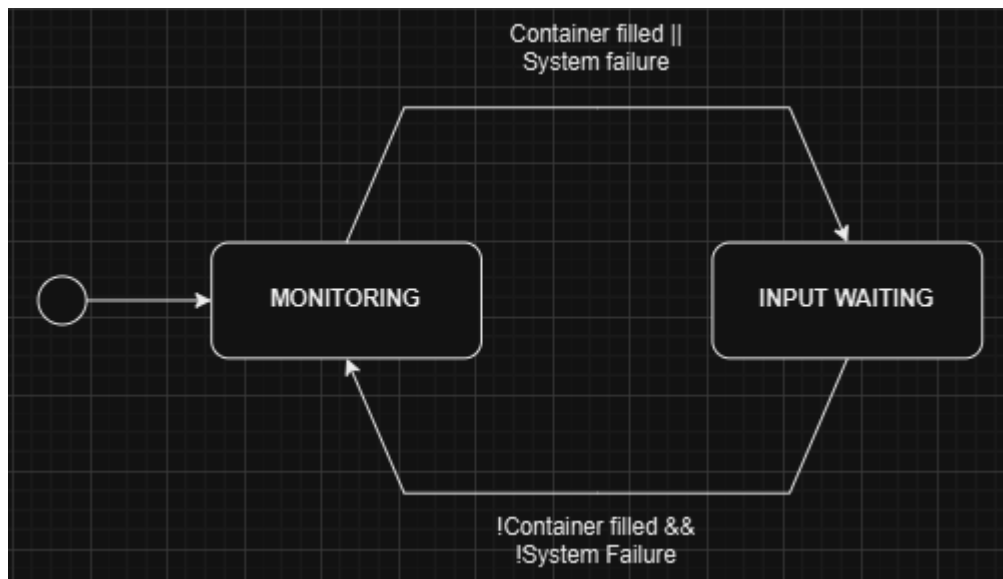 Container filled ||
System failure
MONITORING
INPUT WAITING
!Container filled &&
!System Failure